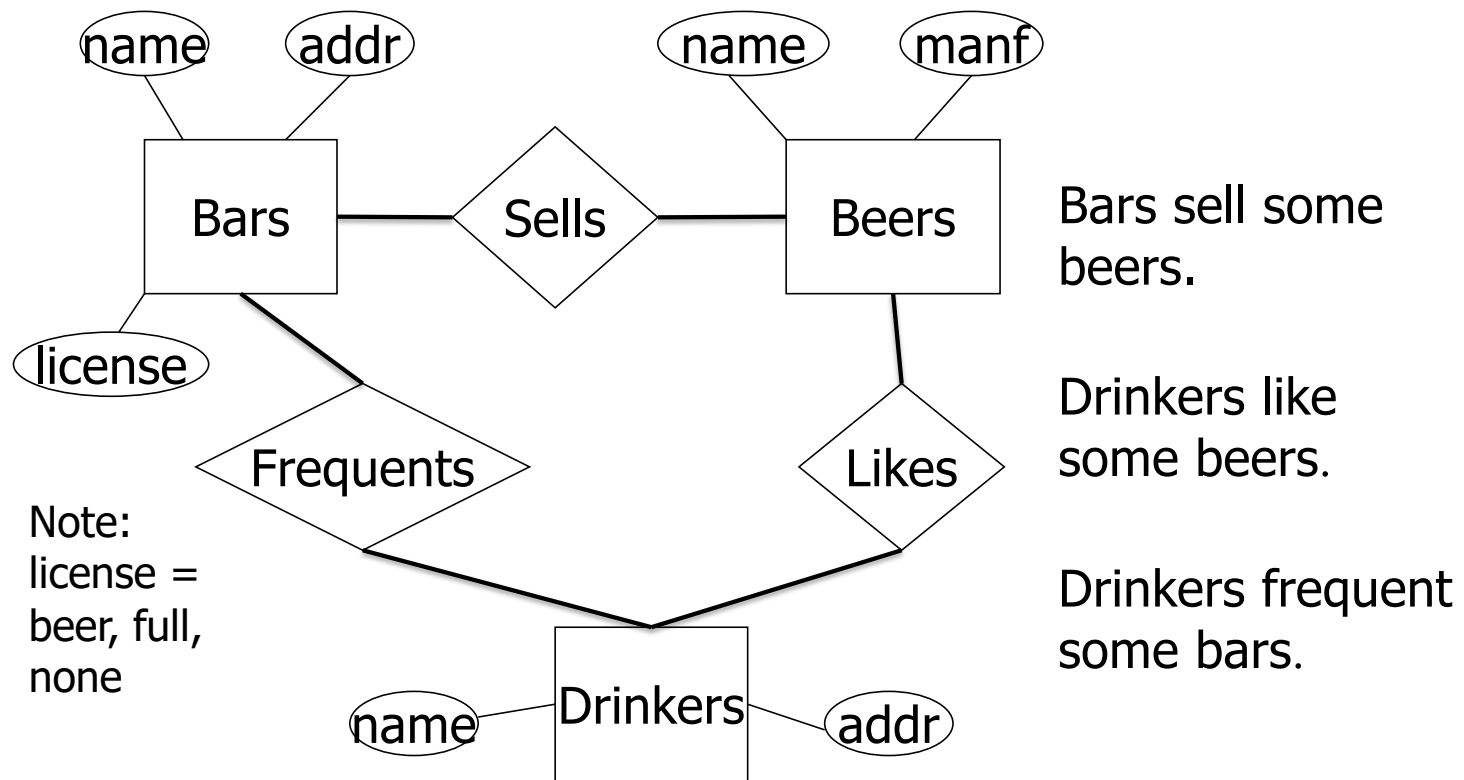 name
addr
name
manf
Bars
Sells
Beers
Bars sell some
beers.
license
Frequents
Likes
Drinkers like
some beers.
Note:
license =
beer, full,
none
Drinkers frequent
some bars.
name
Drinkers
addr